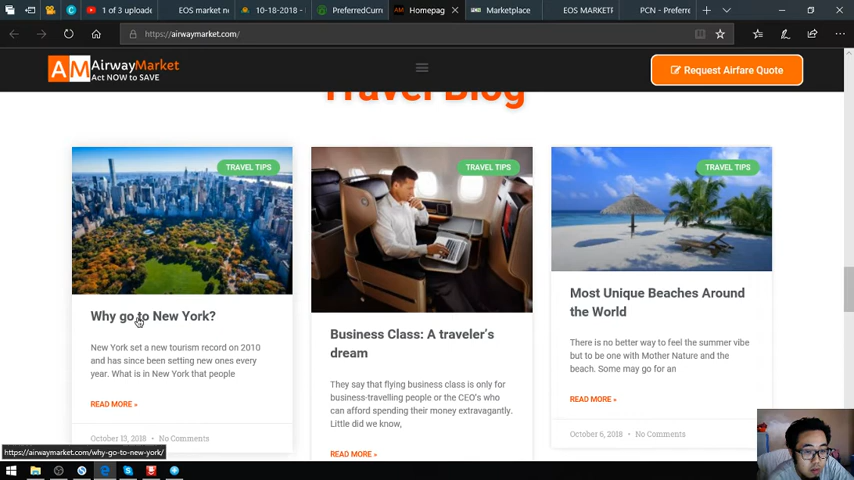 1 of 3 uploade
EOS market ne
10-18-2018 -
PreferredCurr
Homepag
Marketplace
EOS MARKETP
PCN - Preferre
https://airwaymarket.com/
AM AirwayMarket
Act NOW to SAVE
Request Airfare Quote
Travel Blog
TRAVEL TIPS
TRAVEL TIPS
TRAVEL TIPS
Why go to New York?
New York set a new tourism record on 2010
and has since been setting new ones every
year. What is in New York that people
READ MORE »
October 13, 2018 • No Comments
Business Class: A traveler's
dream
They say that flying business class is only for
business-travelling people or the CEO's who
can afford spending their money extravagantly.
Little did we know,
READ MORE »
Most Unique Beaches Around
the World
There is no better way to feel the summer vibe
but to be one with Mother Nature and the
beach. Some may go for an
READ MORE »
October 6, 2018 • No Comments
https://airwaymarket.com/why-go-to-new-york/